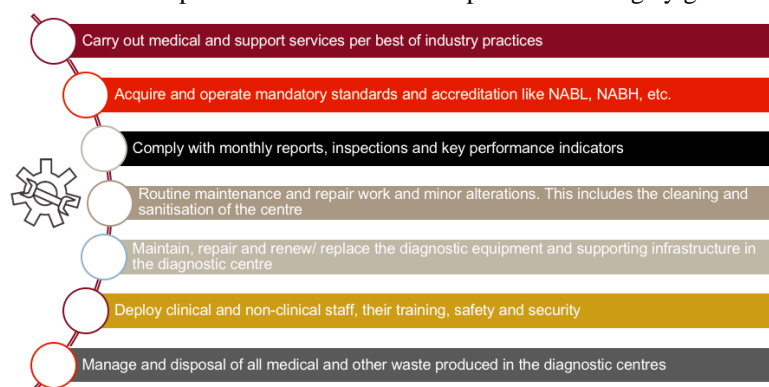 Carry out medical and support services per best of industry practices
Acquire and operate mandatory standards and accreditation like NABL, NABH, etc.
Comply with monthly reports, inspections and key performance indicators
Routine maintenance and repair work and minor alterations. This includes the cleaning and
sanitisation of the centre
Maintain, repair and renew/ replace the diagnostic equipment and supporting infrastructure in
the diagnostic centre
Deploy clinical and non-clinical staff, their training, safety and security
Manage and disposal of all medical and other waste produced in the diagnostic centres